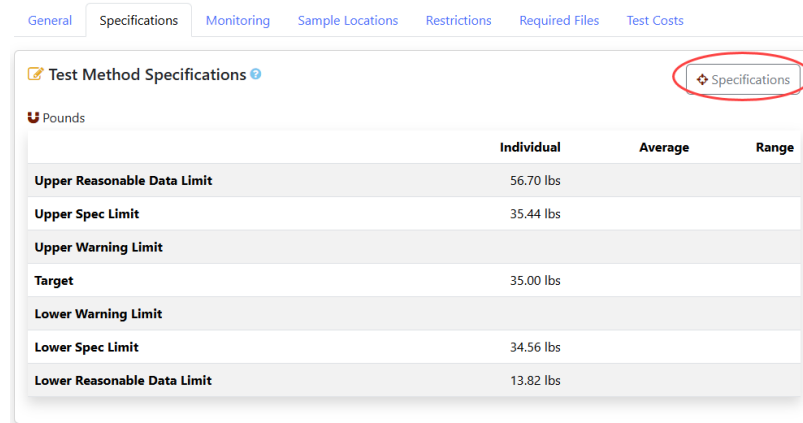 General Specifications Monitoring Sample Locations Restrictions Required Files Test Costs
Test Method Specifications ?
Specifications
Pounds
Individual Average Range
Upper Reasonable Data Limit 56.70 lbs
Upper Spec Limit 35.44 lbs
Upper Warning Limit
Target 35.00 lbs
Lower Warning Limit
Lower Spec Limit 34.56 lbs
Lower Reasonable Data Limit 13.82 lbs